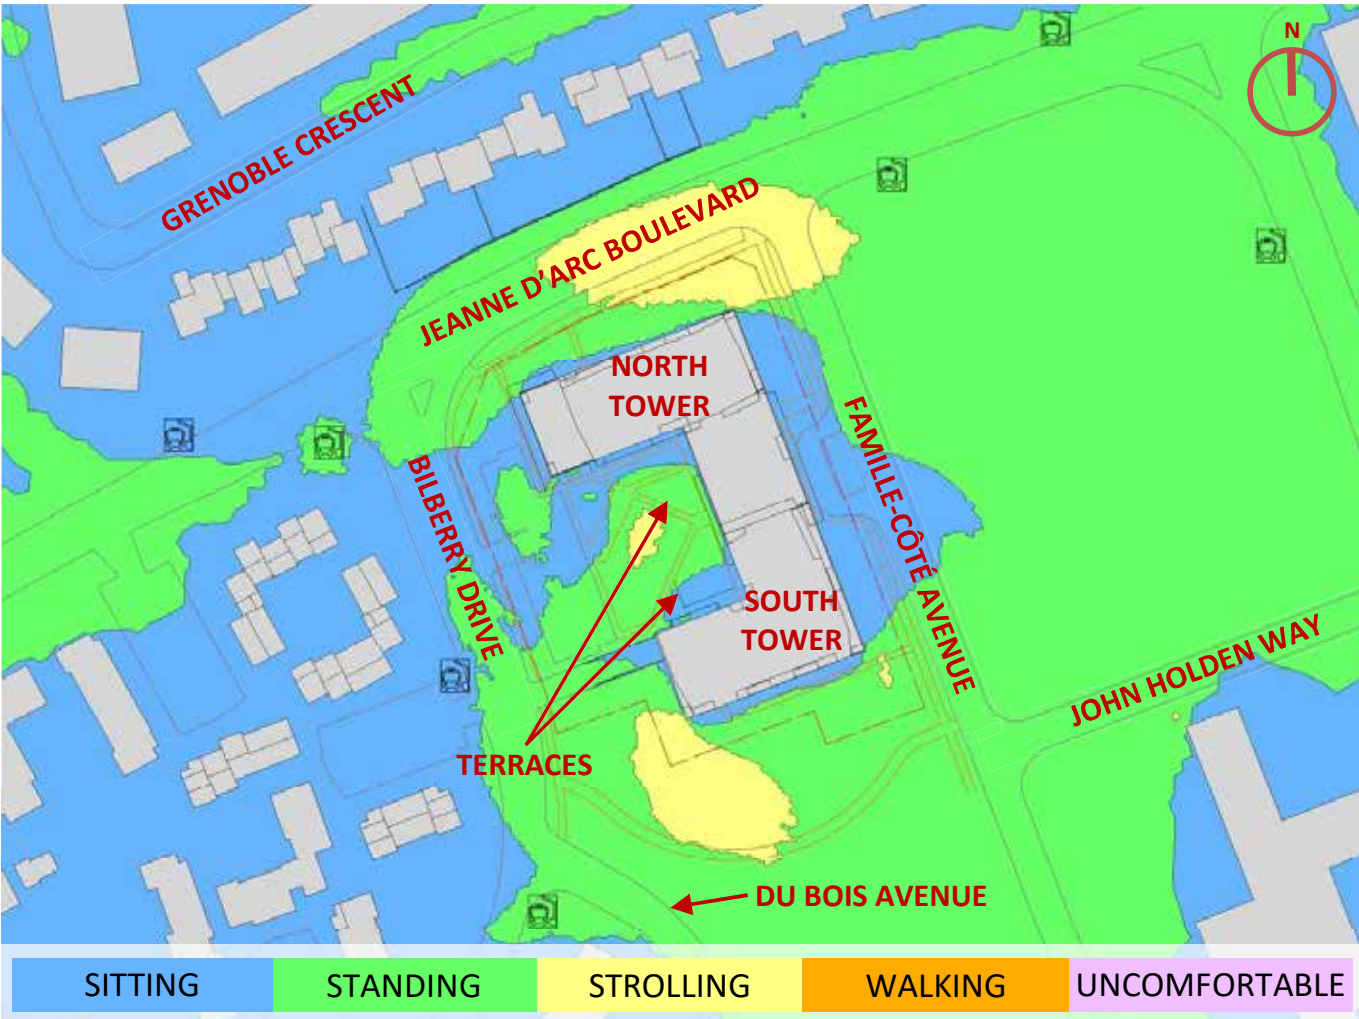 N
GRENOBLE CRESCENT
JEANNE D'ARC BOULEVARD
NORTH
TOWER
FAMILLE-CÔTÉ AVENUE
BILBERRY DRIVE
SOUTH
TOWER
JOHN HOLDEN WAY
TERRACES
DU BOIS AVENUE
SITTING
STANDING
STROLLING
WALKING
UNCOMFORTABLE